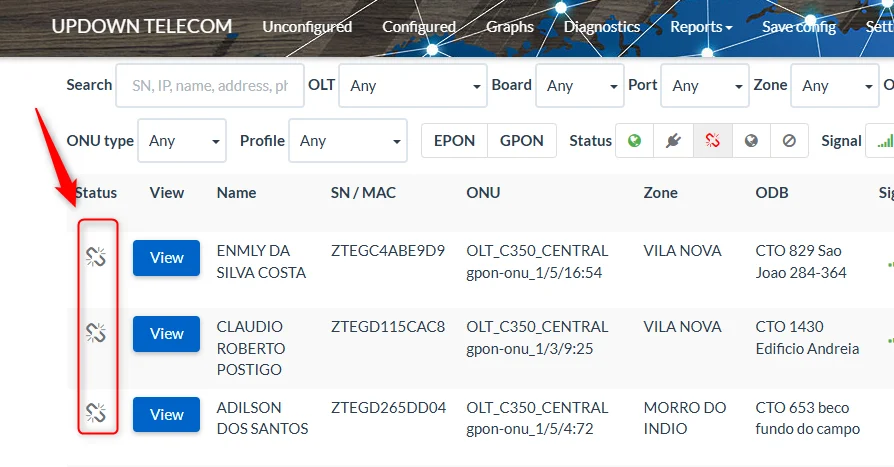 UPDOWN TELECOM Unconfigured Configured Graphs Diagnostics Reports Save config
Search SN, IP, name, address, OLT Any Board Any Port Any Zone Any
ONU type Any Profile Any EPON GPON Status Signal
Status View Name SN / MAC ONU Zone ODB
View ENMLY DA ZTEGC4ABE9D9 OLT_C350_CENTRAL VILA NOVA CTO 829 Sao
SILVA COSTA gpon-onu_1/5/16:54 Joao 284-364
View CLAUDIO ZTEGD115CAC8 OLT_C350_CENTRAL VILA NOVA CTO 1430
ROBERTO gpon-onu_1/3/9:25 Edificio Andreia
POSTIGO
View ADILSON ZTEGD265DD04 OLT_C350_CENTRAL MORRO DO CTO 653 beco
DOS SANTOS gpon-onu_1/5/4:72 INDIO fundo do campo